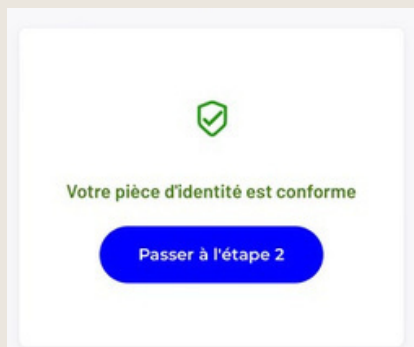 Votre pièce d'identité est conforme
Passer à l'étape 2